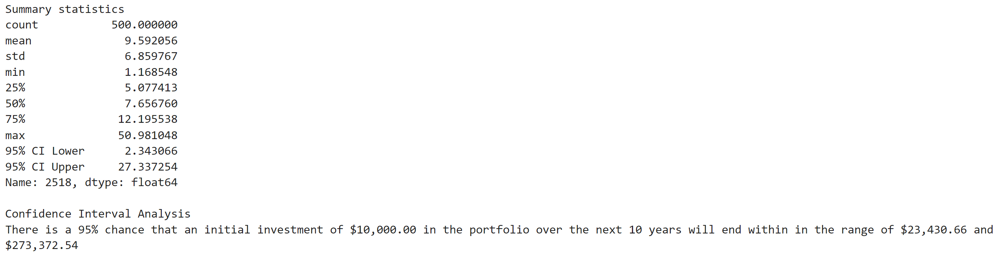 Summary statistics
count           500.000000
mean              9.592056
std               6.859767
min               1.168548
25%               5.077413
50%               7.656760
75%              12.195538
max              50.981048
95% CI Lower      2.343066
95% CI Upper     27.337254
Name: 2518, dtype: float64

Confidence Interval Analysis
There is a 95% chance that an initial investment of $10,000.00 in the portfolio over the next 10 years will end within in the range of $23,430.66 and
$273,372.54